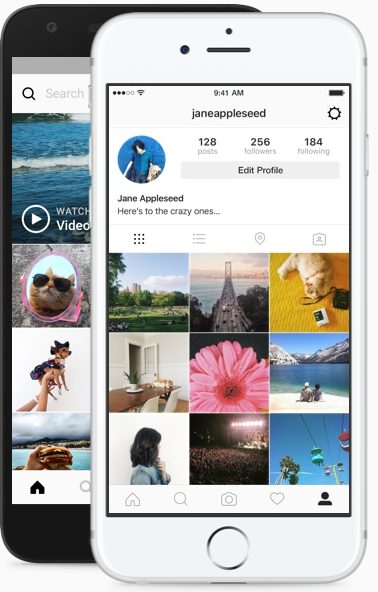 Search
WATCH
Video
9:41 AM
janeappleseed
128
256
184
posts
followers
following
Edit Profile
Jane Appleseed
Here's to the crazy ones...